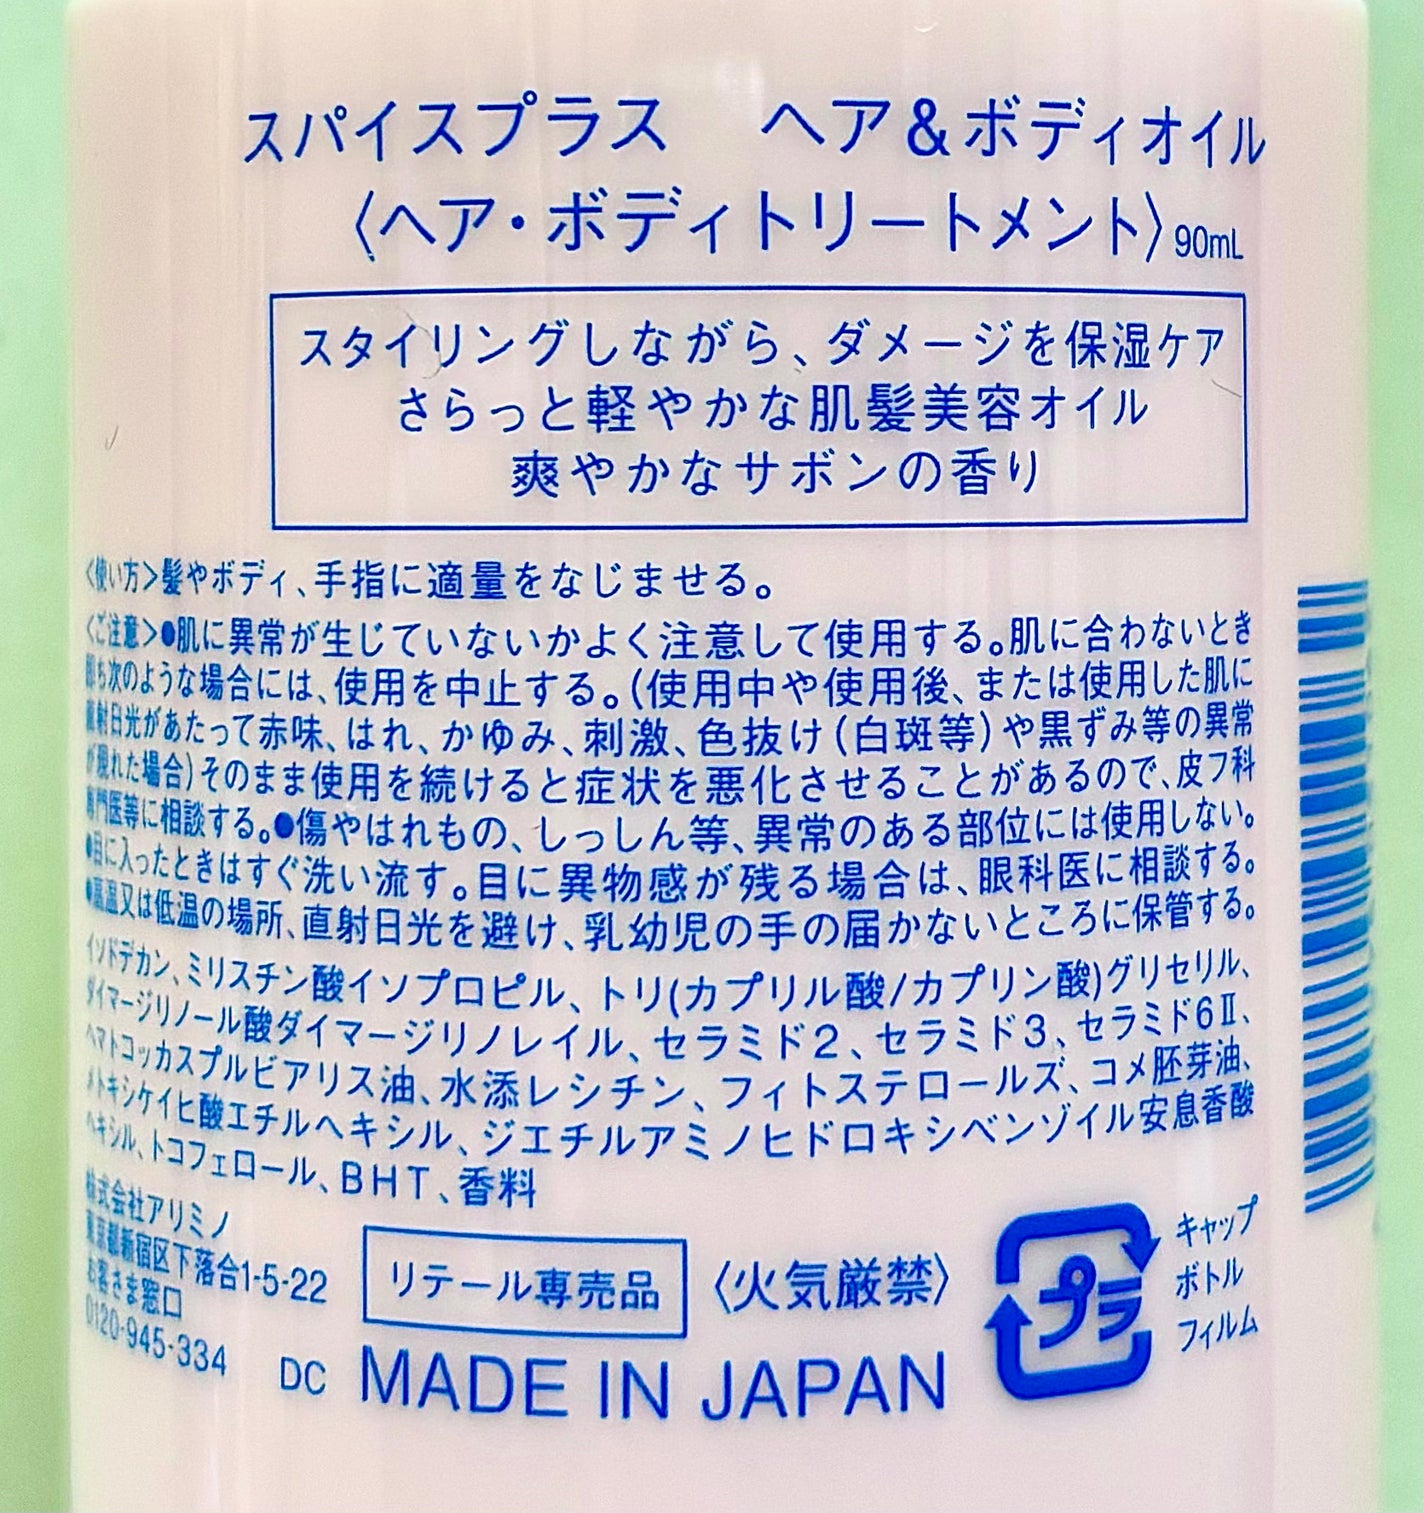 スパイスプラス　ヘア＆ボディオイル
〈ヘア・ボディトリートメント〉90mL
スタイリングしながら、ダメージを保湿ケア
さらっと軽やかな肌髪美容オイル
爽やかなサボンの香り
〈使い方〉髪やボディ、手指に適量をなじませる。
〈ご注意〉●肌に異常が生じていないかよく注意して使用する。肌に合わないとき
即ち次のような場合には、使用を中止する。(使用中や使用後、または使用した肌に
直射日光があたって赤味、はれ、かゆみ、刺激、色抜け(白斑等)や黒ずみ等の異常
が現れた場合)そのまま使用を続けると症状を悪化させることがあるので、皮フ科
専門医等に相談する。●傷やはれもの、しっしん等、異常のある部位には使用しない。
●目に入ったときはすぐ洗い流す。目に異物感が残る場合は、眼科医に相談する。
●高温又は低温の場所、直射日光を避け、乳幼児の手の届かないところに保管する。
イソドデカン、ミリスチン酸イソプロピル、トリ(カプリル酸/カプリン酸)グリセリル、
ダイマージリノール酸ダイマージリノレイル、セラミド2、セラミド3、セラミド6Ⅱ、
ヘマトコッカスプルビアリス油、水添レシチン、フィトステロールズ、コメ胚芽油、
メトキシケイヒ酸エチルヘキシル、ジエチルアミノヒドロキシベンゾイル安息香酸
ヘキシル、トコフェロール、BHT、香料
株式会社アリミノ
東京都新宿区下落合1-5-22
お客さま窓口
0120-945-334
リテール専売品
〈火気厳禁〉
DC MADE IN JAPAN
プラ
キャップ
ボトル
フィルム